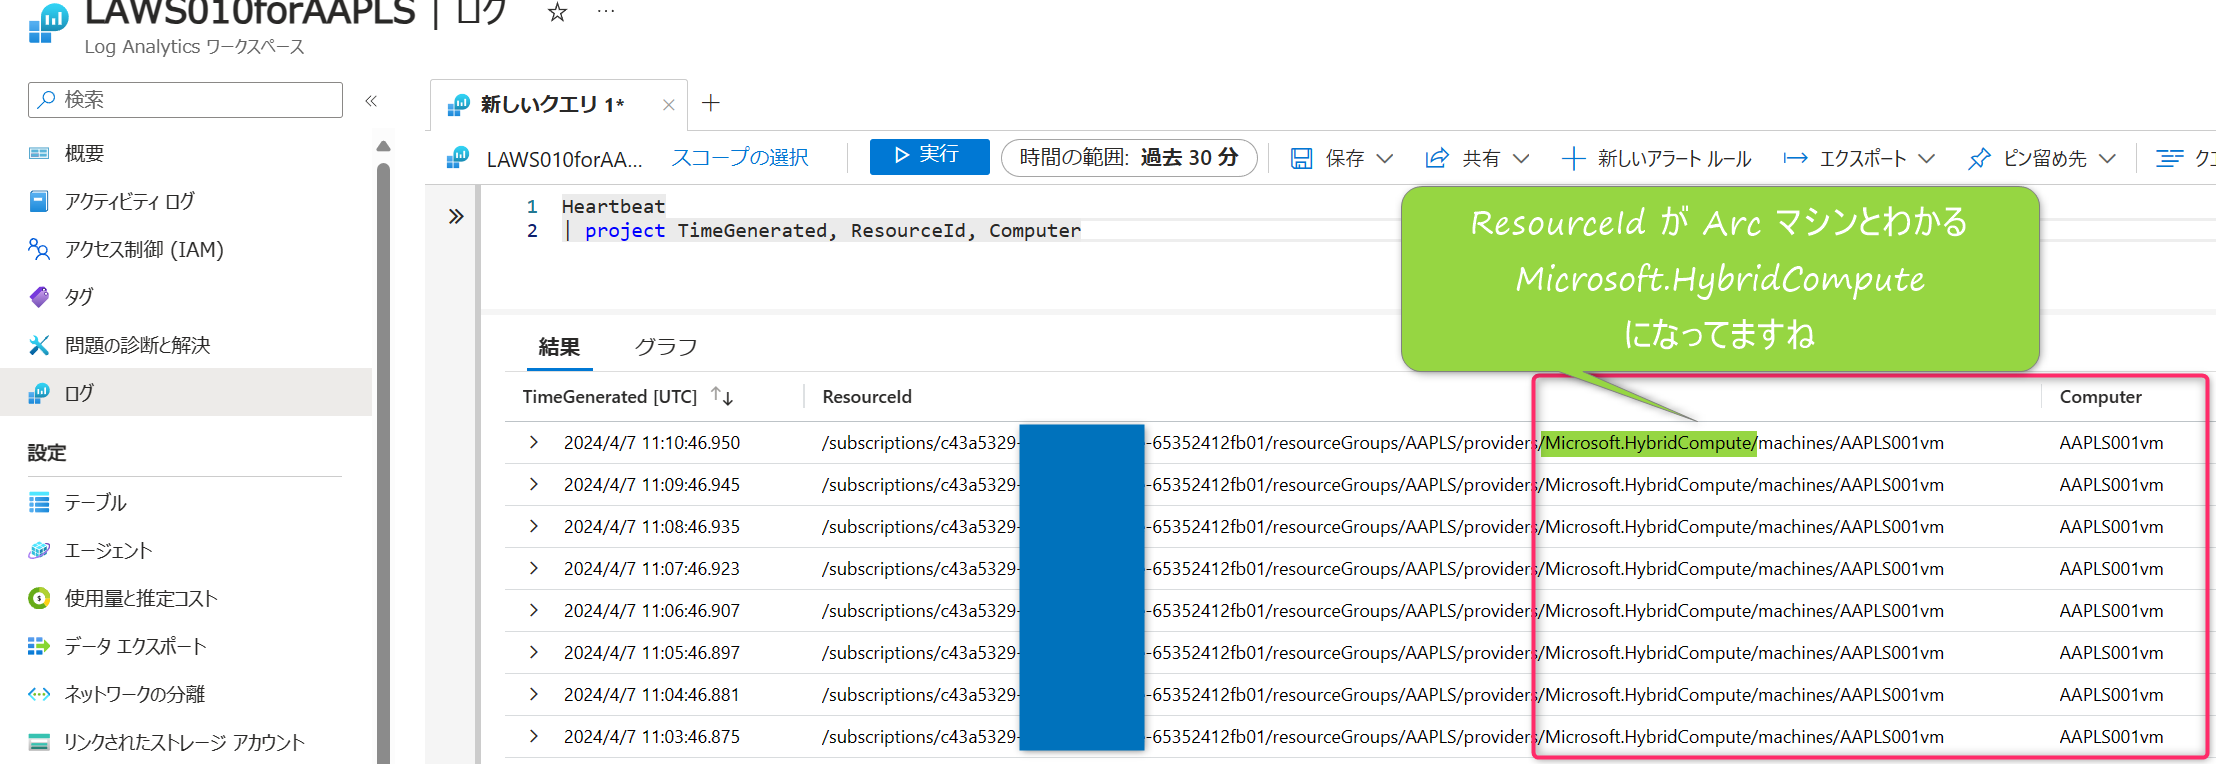 LAWS010forAAPLS | ログ ☆ ...
Log Analytics ワークスペース
検索
«
概要
アクティビティ ログ
アクセス制御 (IAM)
タグ
問題の診断と解決
ログ
設定
テーブル
エージェント
使用量と推定コスト
データ エクスポート
ネットワークの分離
リンクされたストレージ アカウント
新しいクエリ 1*
LAWS010forAA... スコープの選択 実行 時間の範囲: 過去 30 分 保存 共有 新しいアラート ルール エクスポート ピン留め先
1 Heartbeat
2 | project TimeGenerated, ResourceId, Computer
ResourceId が Arc マシンとわかる
Microsoft.HybridCompute
になってますね
結果 グラフ
TimeGenerated [UTC] ↑↓ ResourceId Computer
2024/4/7 11:10:46.950 /subscriptions/c43a5329- -65352412fb01/resourceGroups/AAPLS/providers/Microsoft.HybridCompute/machines/AAPLS001vm AAPLS001vm
2024/4/7 11:09:46.945 /subscriptions/c43a5329- -65352412fb01/resourceGroups/AAPLS/providers/Microsoft.HybridCompute/machines/AAPLS001vm AAPLS001vm
2024/4/7 11:08:46.935 /subscriptions/c43a5329- -65352412fb01/resourceGroups/AAPLS/providers/Microsoft.HybridCompute/machines/AAPLS001vm AAPLS001vm
2024/4/7 11:07:46.923 /subscriptions/c43a5329- -65352412fb01/resourceGroups/AAPLS/providers/Microsoft.HybridCompute/machines/AAPLS001vm AAPLS001vm
2024/4/7 11:06:46.907 /subscriptions/c43a5329- -65352412fb01/resourceGroups/AAPLS/providers/Microsoft.HybridCompute/machines/AAPLS001vm AAPLS001vm
2024/4/7 11:05:46.897 /subscriptions/c43a5329- -65352412fb01/resourceGroups/AAPLS/providers/Microsoft.HybridCompute/machines/AAPLS001vm AAPLS001vm
2024/4/7 11:04:46.881 /subscriptions/c43a5329- -65352412fb01/resourceGroups/AAPLS/providers/Microsoft.HybridCompute/machines/AAPLS001vm AAPLS001vm
2024/4/7 11:03:46.875 /subscriptions/c43a5329- -65352412fb01/resourceGroups/AAPLS/providers/Microsoft.HybridCompute/machines/AAPLS001vm AAPLS001vm